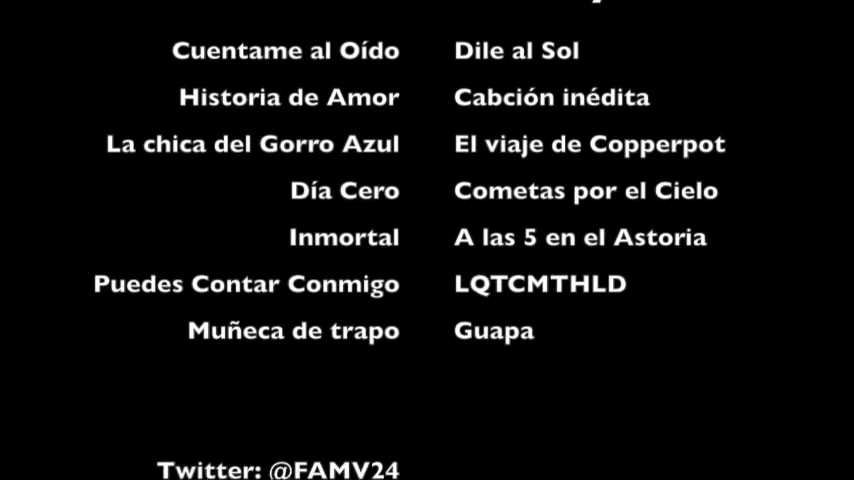 Cuentame al Oído Dile al Sol
Historia de Amor Cabción inédita
La chica del Gorro Azul El viaje de Copperpot
Día Cero Cometas por el Cielo
Inmortal A las 5 en el Astoria
Puedes Contar Conmigo LQTCMTHLD
Muñeca de trapo Guapa
Twitter: @FAMV24